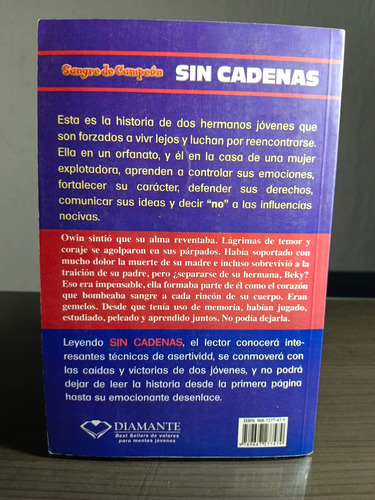 Sangre de Campeón SIN CADENAS
Esta es la historia de dos hermanos jóvenes que
son forzados a vivr lejos y luchan por reencontrarse.
Ella en un orfanato, y él en la casa de una mujer
explotadora, aprenden a controlar sus emociones,
fortalecer su carácter, defender sus derechos,
comunicar sus ideas y decir "no" a las influencias
nocivas.
Owin sintió que su alma reventaba. Lágrimas de temor y
coraje se agolparon en sus párpados. Había soportado con
mucho dolor la muerte de su madre e incluso sobrevivió a la
traición de su padre, pero ¿separarse de su hermana, Beky?
Eso era impensable, ella formaba parte de él como el corazón
que bombeaba sangre a cada rincón de su cuerpo. Eran
gemelos. Desde que tenía uso de memoria, habían jugado,
estudiado, peleado y aprendido juntos. No podía dejarla.
Leyendo SIN CADENAS, el lector conocerá inte-
resantes técnicas de asertividd, se conmoverá con
las caídas y victorias de dos jóvenes, y no podrá
dejar de leer la historia desde la primera página
hasta su emocionante desenlace.
DIAMANTE
Best Sellers de valores
para mentes jóvenes